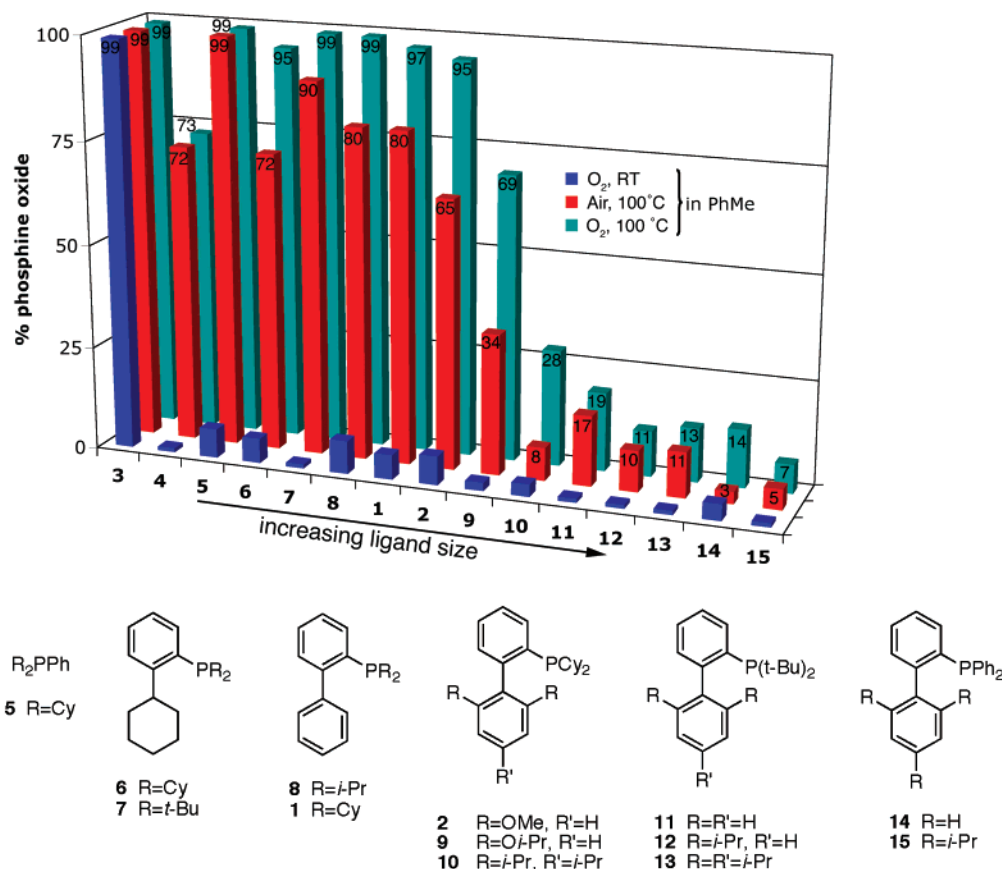 % phosphine oxide
100
75
50
25
0
99
99
99
72
73
99
99
72
95
90
99
80
99
80
97
65
95
34
69
8
28
17
19
10
11
11
13
3
14
5
7
O2, RT
Air, 100°C
O2, 100 °C
in PhMe
3 4 5 6 7 8 1 2 9 10 11 12 13 14 15
increasing ligand size
R2PPh
5 R=Cy
PR2
6 R=Cy
7 R=t-Bu
PR2
8 R=i-Pr
1 R=Cy
PCy2
R R
R'
2 R=OMe, R'=H
9 R=Oi-Pr, R'=H
10 R=i-Pr, R'=i-Pr
P(t-Bu)2
R R
R'
11 R=R'=H
12 R=i-Pr, R'=H
13 R=R'=i-Pr
PPh2
R R
R
14 R=H
15 R=i-Pr